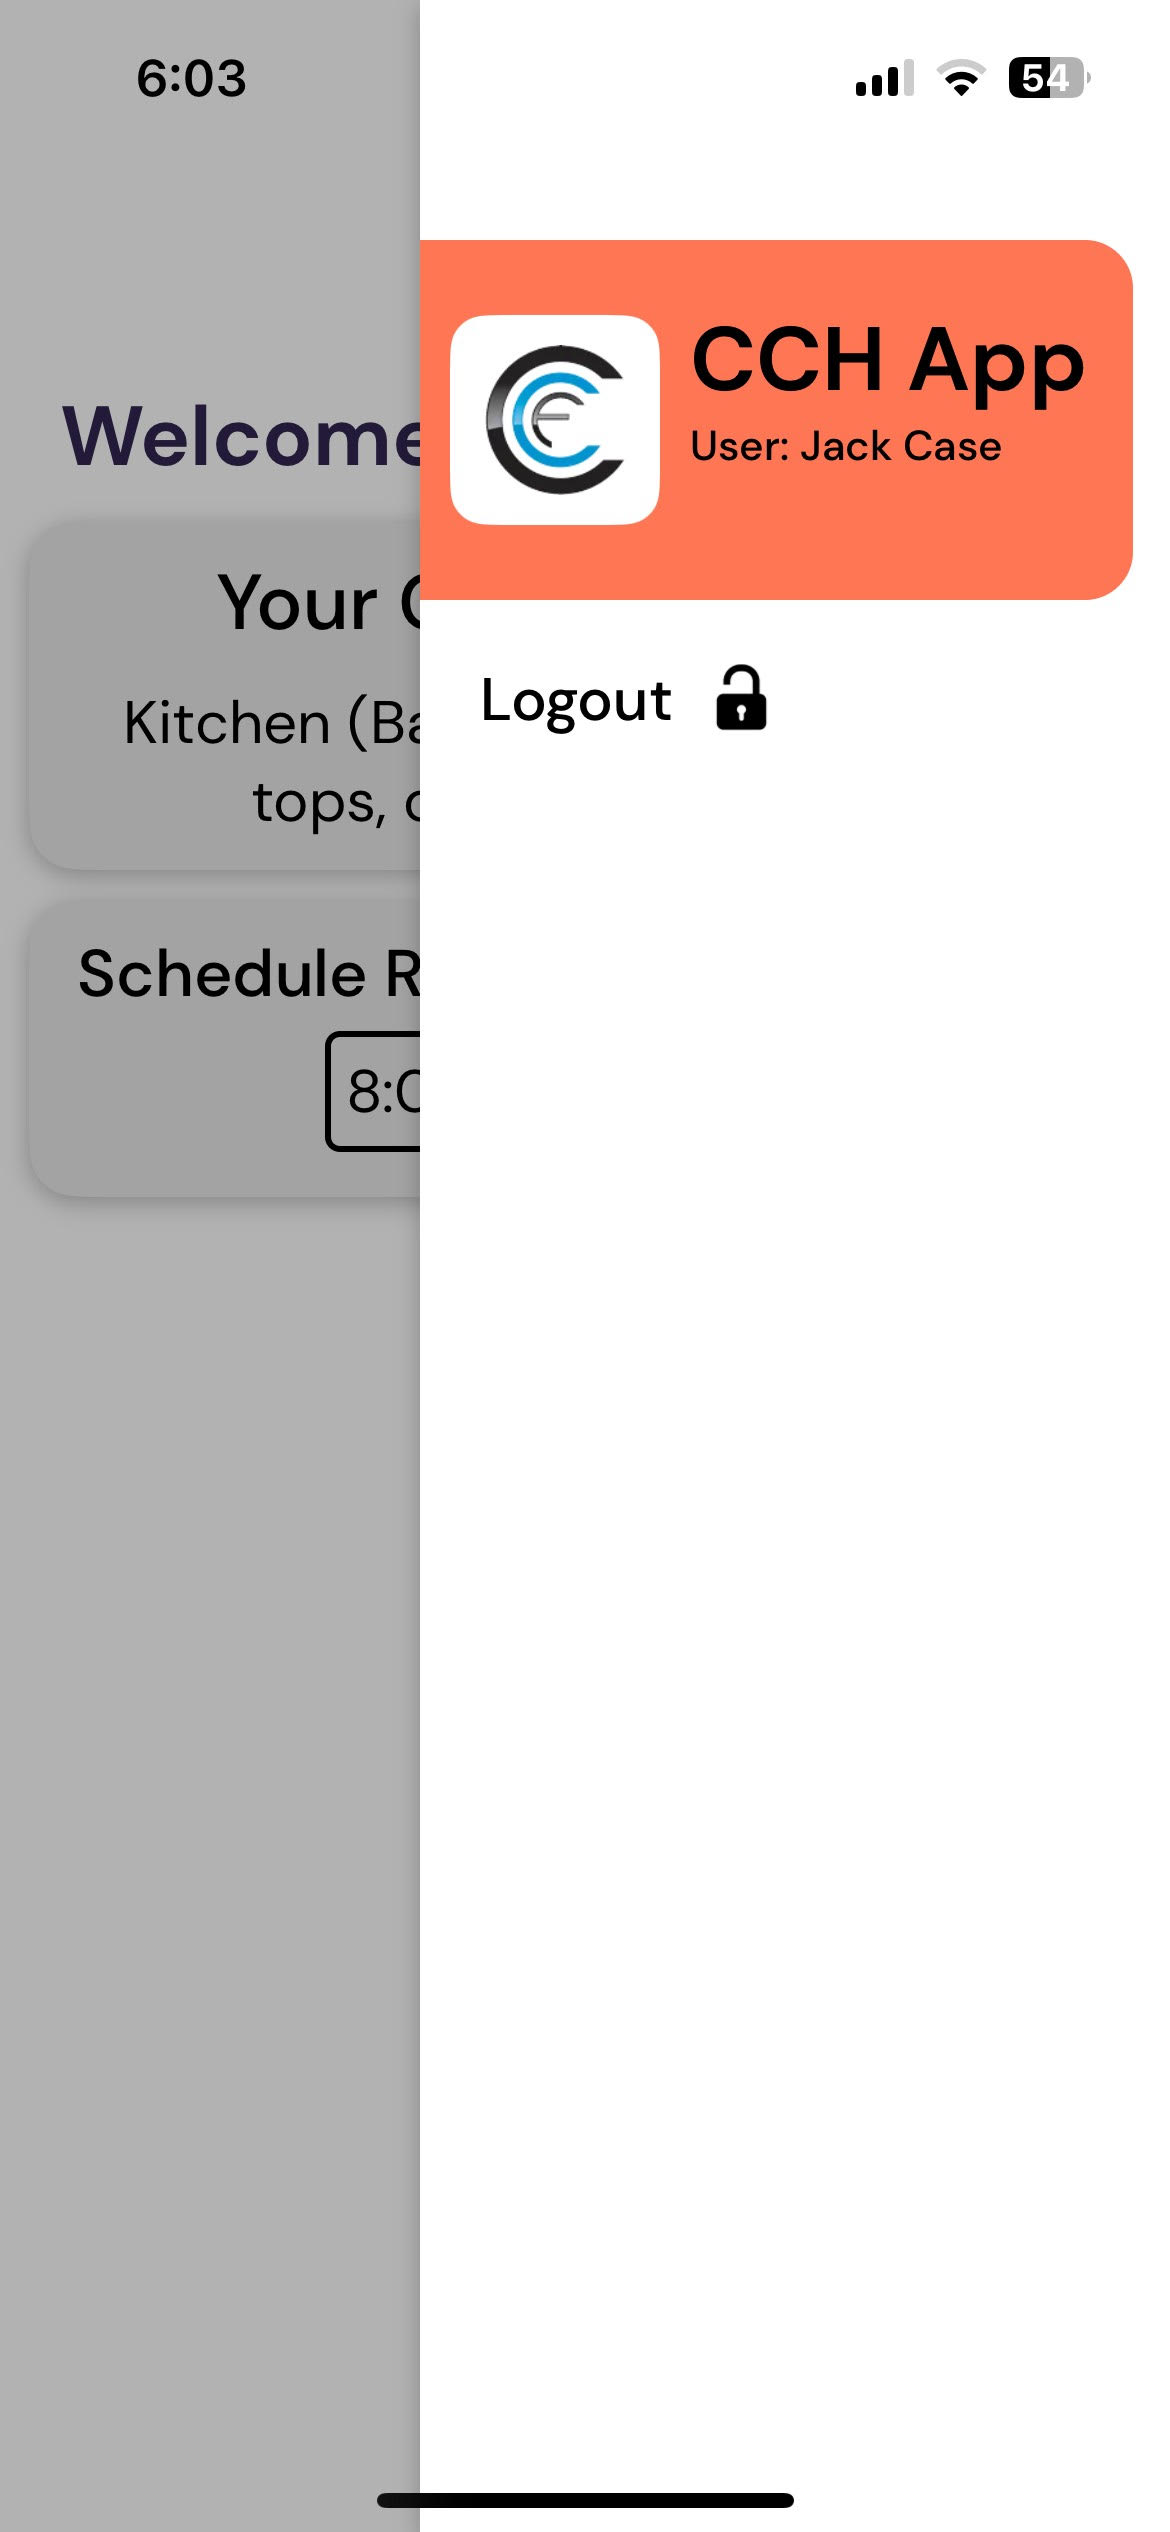 6:03
54
Welcome
Your
Kitchen (Ba
tops,
Schedule R
8:0
CCH App
User: Jack Case
Logout